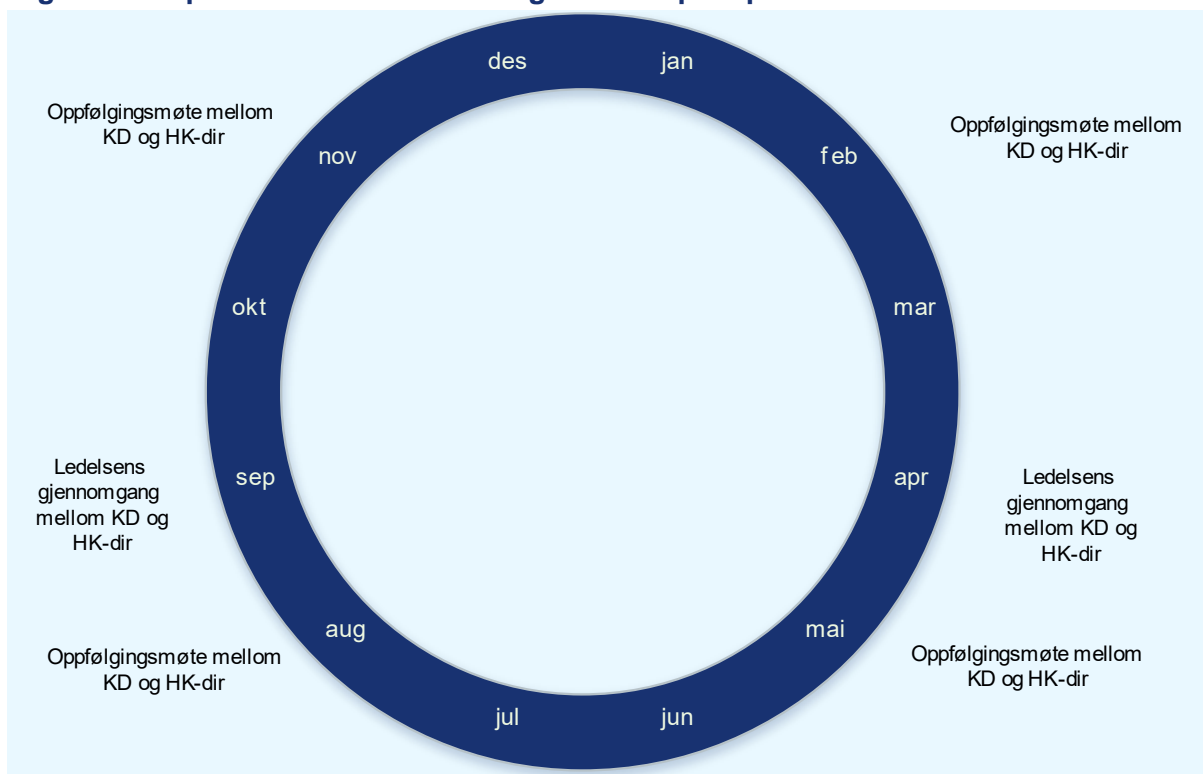 des
jan
Oppfølgingsmøte mellom
KD og HK-dir
nov
feb
Oppfølgingsmøte mellom
KD og HK-dir
okt
mar
Ledelsens
gjennomgang
mellom KD og
HK-dir
sep
apr
Ledelsens
gjennomgang
mellom KD og
HK-dir
aug
mai
Oppfølgingsmøte mellom
KD og HK-dir
Oppfølgingsmøte mellom
KD og HK-dir
jul
jun